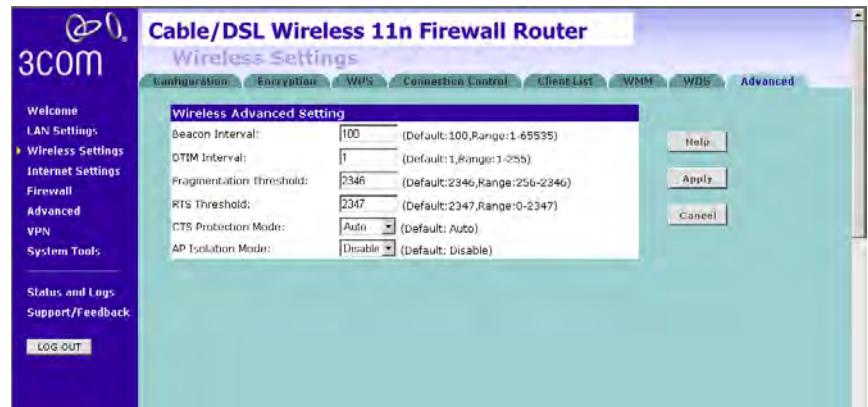 3COM
Cable/DSL Wireless 11n Firewall Router
Wireless Settings
Configuration Encryption WPS Connection Control Client List WMM WDS Advanced
Welcome
LAN Settings
Wireless Settings
Internet Settings
Firewall
Advanced
VPN
System Tools
Status and Logs
Support/Feedback
LOG OUT
Wireless Advanced Setting
Beacon Interval: 100 (Default:100,Range:1-65535)
DTIM Interval: 1 (Default:1,Range:1-255)
Fragmentation Threshold: 2346 (Default:2346,Range:256-2346)
RTS Threshold: 2347 (Default:2347,Range:0-2347)
CTS Protection Mode: Auto (Default: Auto)
AP Isolation Mode: Disable (Default: Disable)
Help
Apply
Cancel